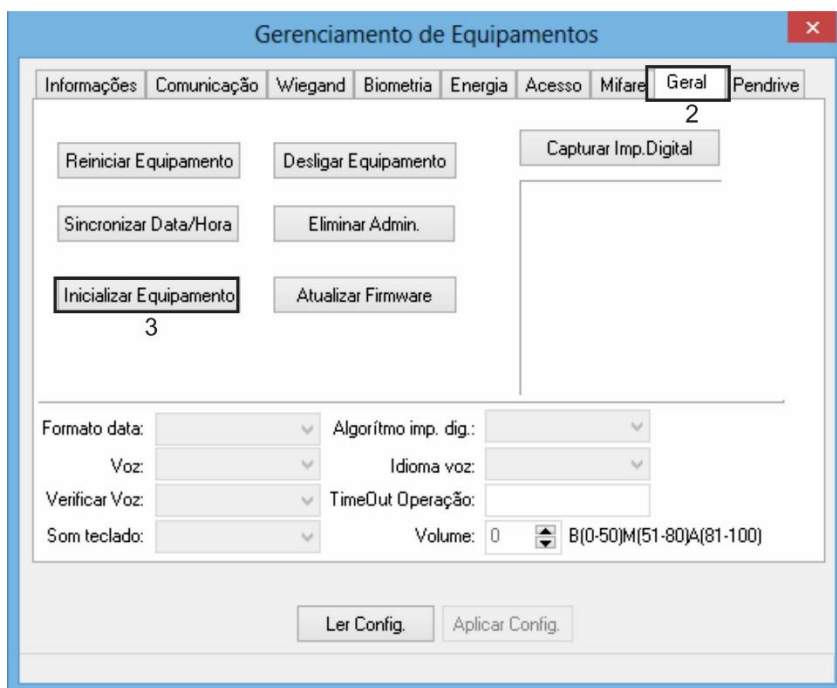 Gerenciamento de Equipamentos
Informações Comunicação Wiegand Biometria Energia Acesso Mifare Geral Pendrive
2
Reiniciar Equipamento Desligar Equipamento Capturar Imp.Digital
Sincronizar Data/Hora Eliminar Admin.
Inicializar Equipamento Atualizar Firmware
3
Formato data: Algorítmo imp. dig.:
Voz: Idioma voz:
Verificar Voz: TimeOut Operação:
Som teclado: Volume: 0 B(0-50)M(51-80)A(81-100)
Ler Config. Aplicar Config.